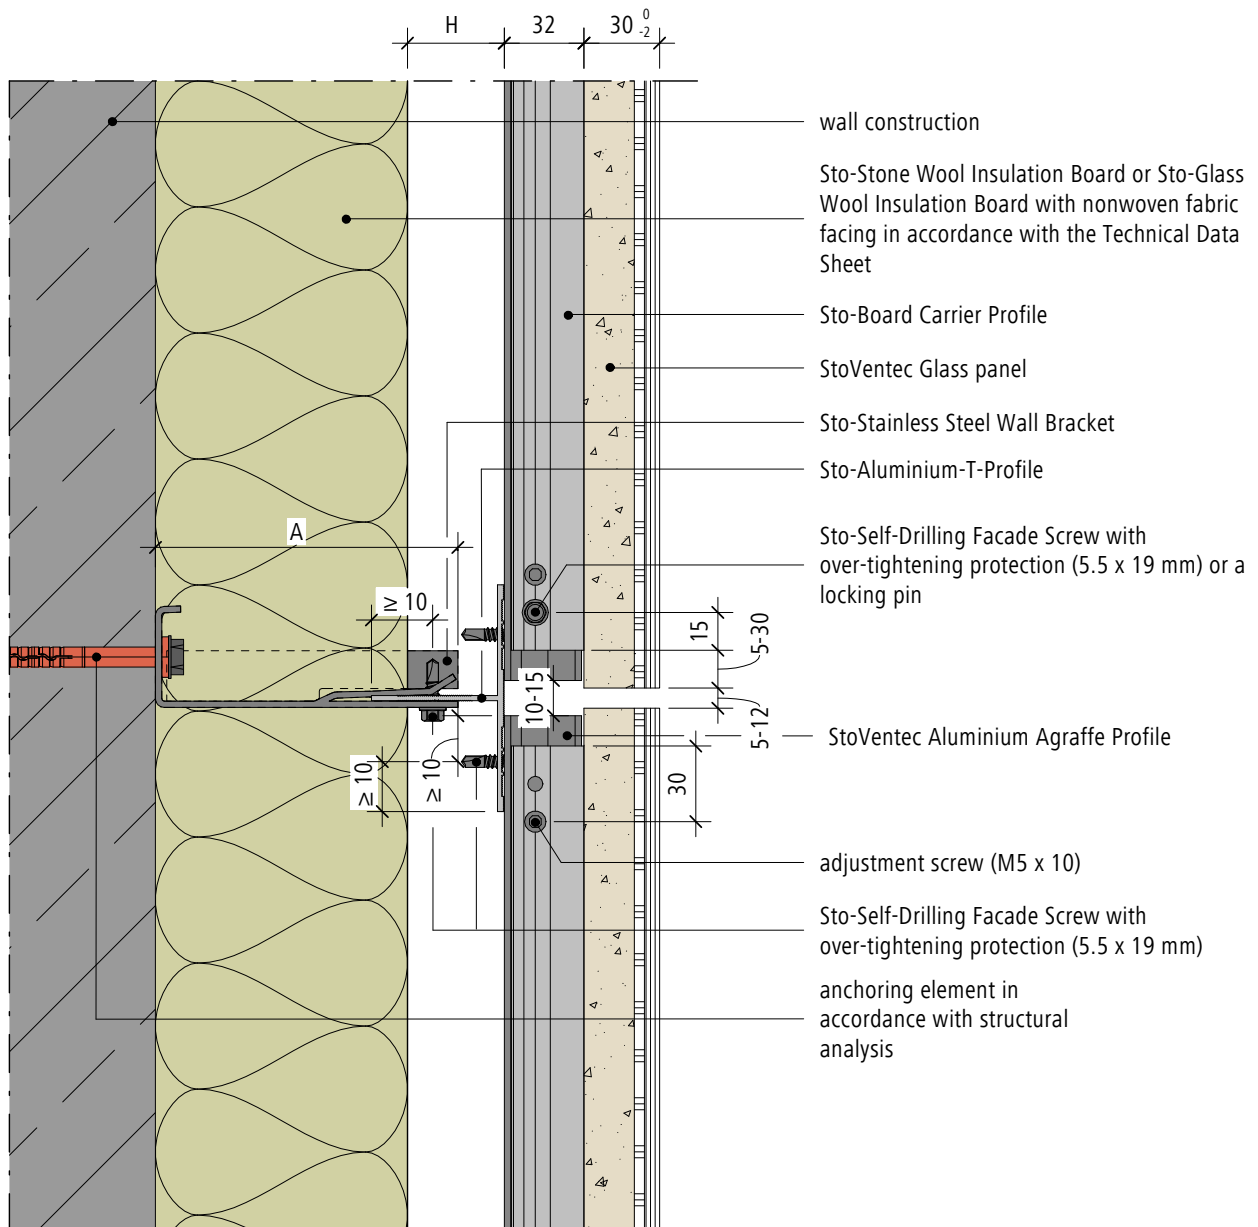 H
32
30 0 -2
wall construction
Sto-Stone Wool Insulation Board or Sto-Glass
Wool Insulation Board with nonwoven fabric
facing in accordance with the Technical Data
Sheet
Sto-Board Carrier Profile
StoVentec Glass panel
Sto-Stainless Steel Wall Bracket
Sto-Aluminium-T-Profile
A
Sto-Self-Drilling Facade Screw with
over-tightening protection (5.5 x 19 mm) or a
locking pin
≥ 10
15
5-30
10-15
5-12
StoVentec Aluminium Agraffe Profile
≥ 10
≥ 10
30
adjustment screw (M5 x 10)
Sto-Self-Drilling Facade Screw with
over-tightening protection (5.5 x 19 mm)
anchoring element in
accordance with structural
analysis